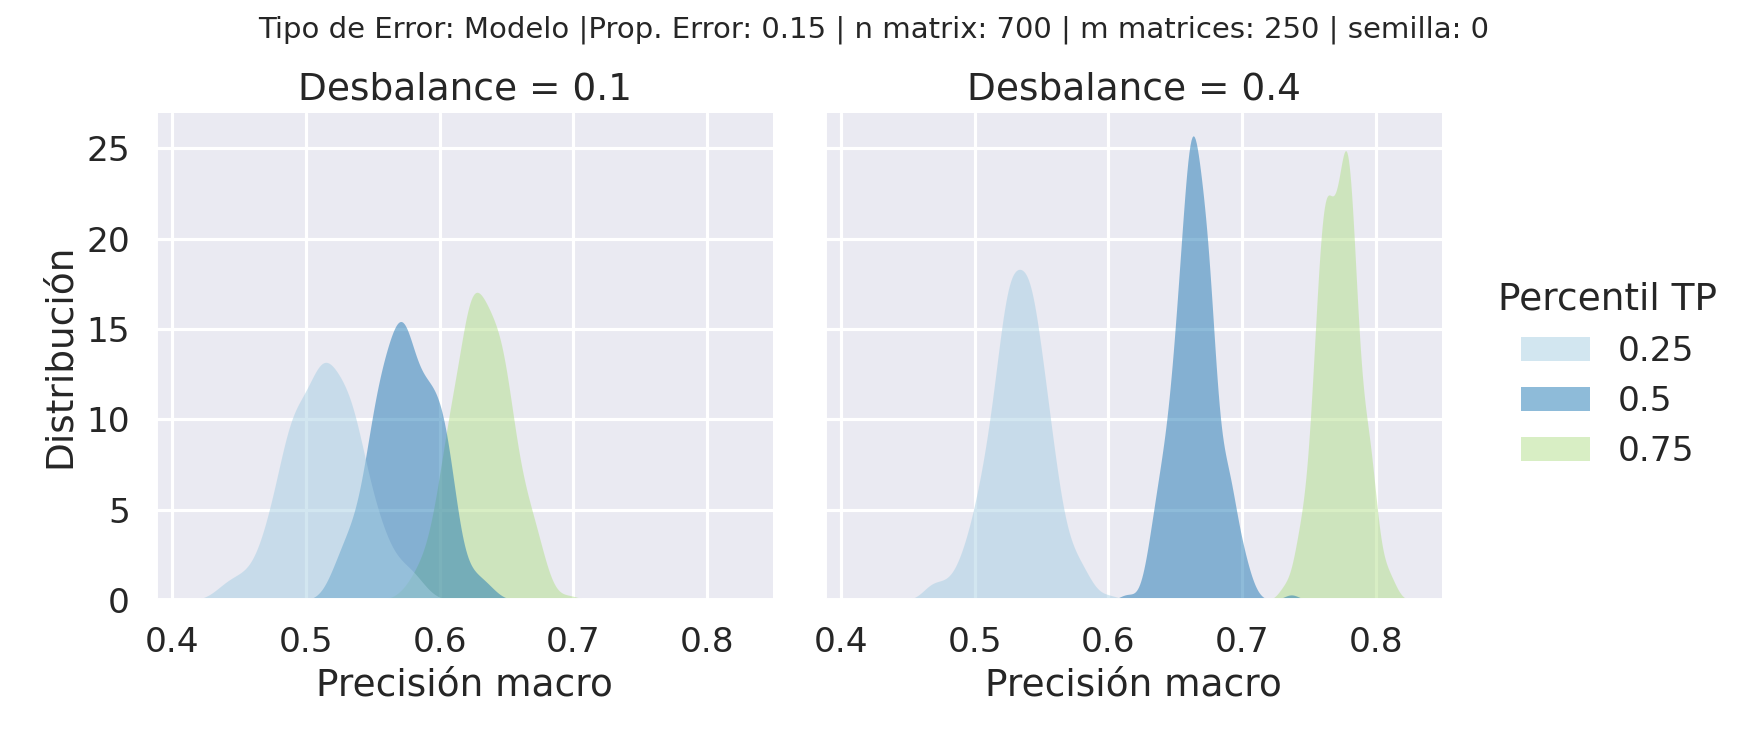 Tipo de Error: Modelo |Prop. Error: 0.15 | n matrix: 700 | m matrices: 250 | semilla: 0
Desbalance = 0.1
Desbalance = 0.4
Distribución
25
20
15
10
5
0
0.4 0.5 0.6 0.7 0.8
0.4 0.5 0.6 0.7 0.8
Precisión macro
Precisión macro
Percentil TP
0.25
0.5
0.75